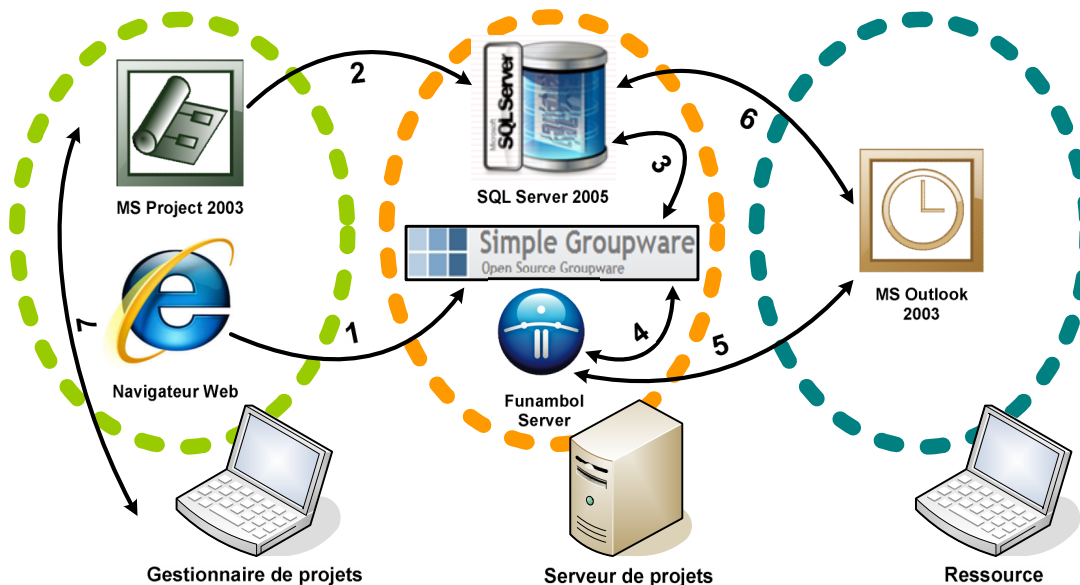 2
6
Microsoft
SQL Server
3
MS Project 2003
SQL Server 2005
Simple Groupware
Open Source Groupware
MS Outlook
2003
7
1
4
5
Navigateur Web
Funambol
Server
Gestionnaire de projets
Serveur de projets
Ressource